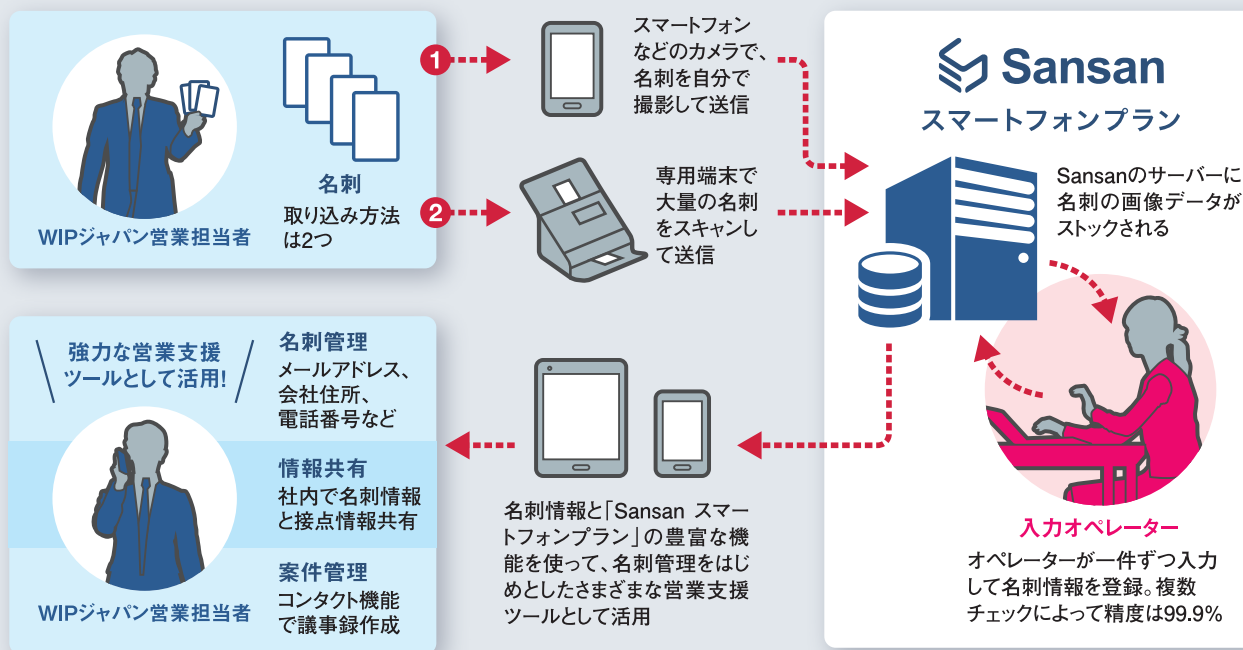 WIPジャパン営業担当者
名刺
取り込み方法
は2つ
1
スマートフォン
などのカメラで、
名刺を自分で
撮影して送信
2
専用端末で
大量の名刺
をスキャンし
て送信
Sansan
スマートフォンプラン
Sansanのサーバーに
名刺の画像データが
ストックされる
入力オペレーター
オペレーターが一件ずつ入力
して名刺情報を登録。複数
チェックによって精度は99.9%
名刺情報と「Sansan スマー
トフォンプラン」の豊富な機
能を使って、名刺管理をはじ
めとしたさまざまな営業支援
ツールとして活用
強力な営業支援
ツールとして活用!
WIPジャパン営業担当者
名刺管理
メールアドレス、
会社住所、
電話番号など
情報共有
社内で名刺情報
と接点情報共有
案件管理
コンタクト機能
で議事録作成